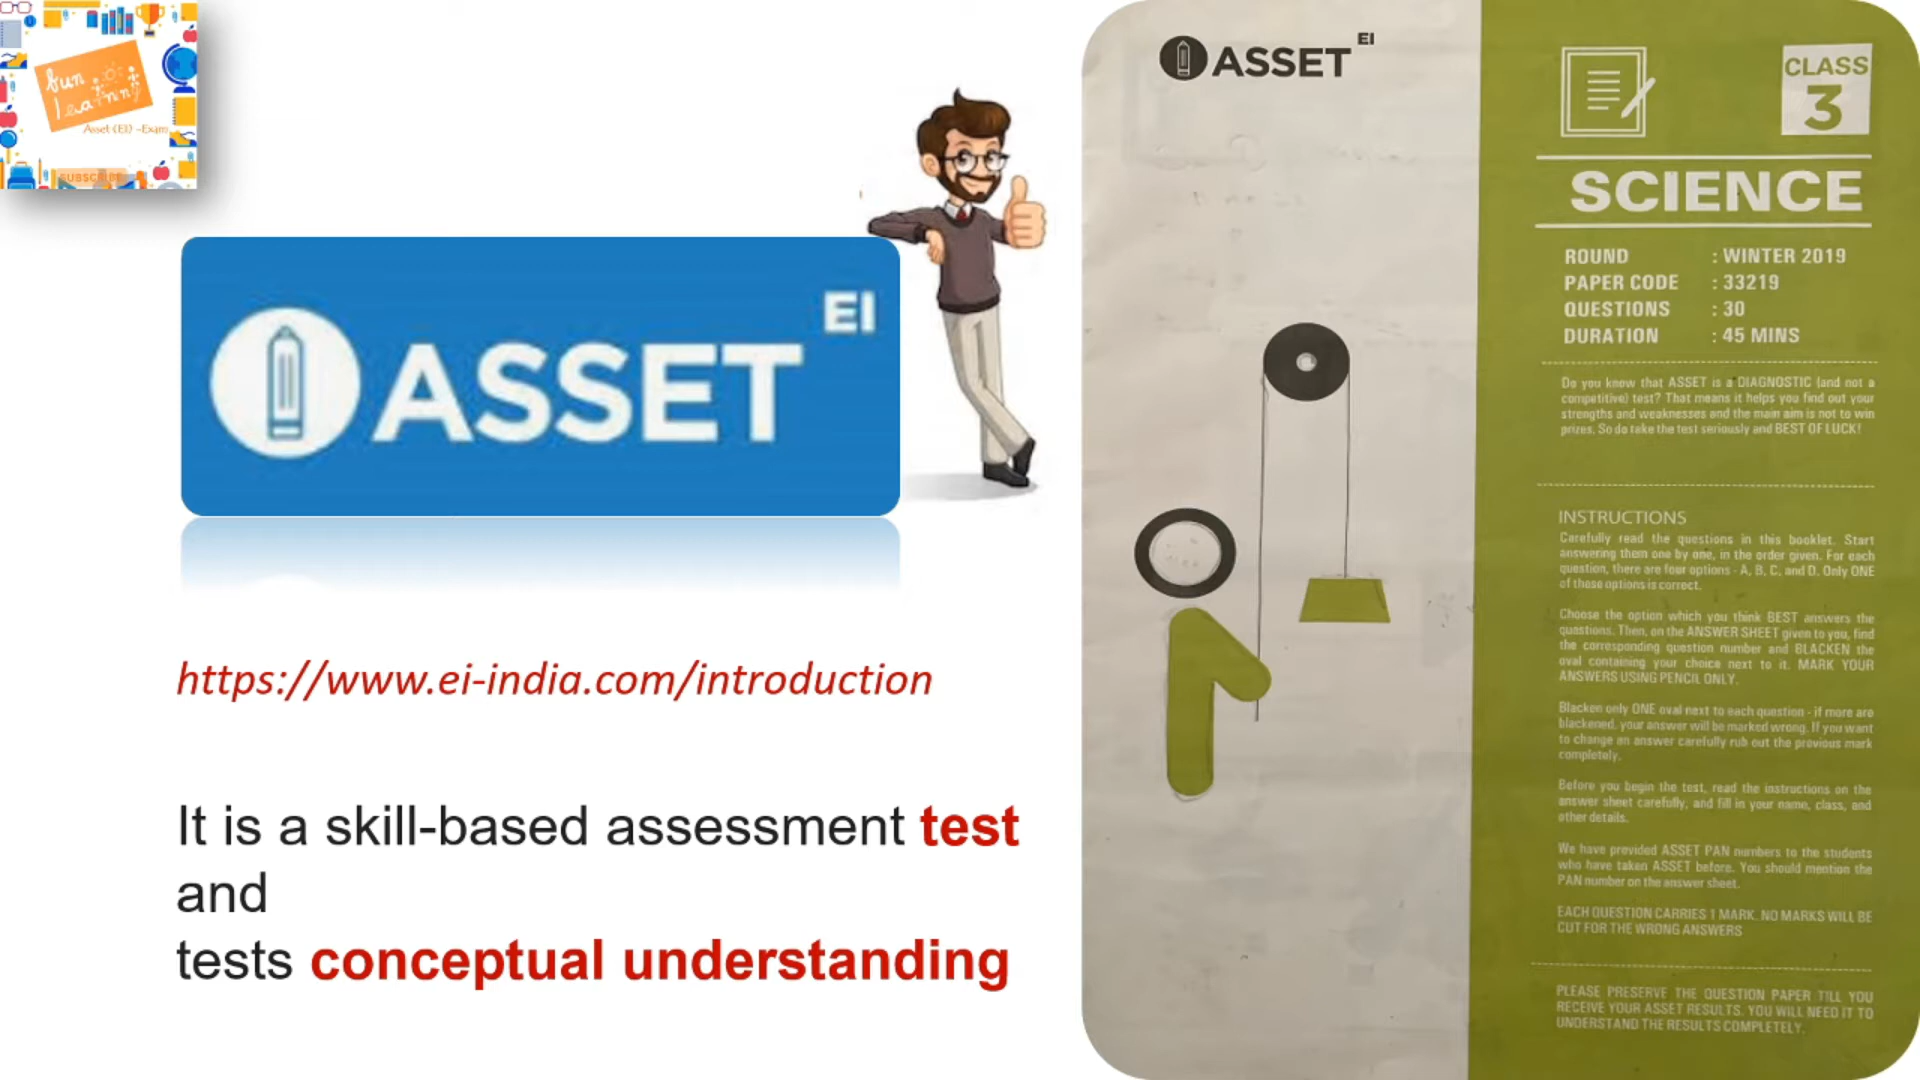 fun
learning
Asset (EI) -Exam
SUBSCRIBE
ASSET EI
https://www.ei-india.com/introduction
It is a skill-based assessment test
and
tests conceptual understanding
ASSET EI
CLASS
3
SCIENCE
ROUND : WINTER 2019
PAPER CODE : 33219
QUESTIONS : 30
DURATION : 45 MINS
Do you know that ASSET is a DIAGNOSTIC (and not a
competitive) test? That means it helps you find out your
strengths and weaknesses and the main aim is not to win
prizes. So do take the test seriously and BEST OF LUCK!
INSTRUCTIONS
Carefully read the questions in this booklet. Start
answering them one by one, in the order given. For each
question, there are four options - A, B, C, and D. Only ONE
of those options is correct.
Choose the option which you think BEST answers the
questions. Then, on the ANSWER SHEET given to you, find
the corresponding question number and BLACKEN the
oval containing your choice next to it. MARK YOUR
ANSWERS USING PENCIL ONLY.
Blacken only ONE oval next to each question - if more are
blackened, your answer will be marked wrong. If you want
to change an answer carefully rub out the previous mark
completely.
Before you begin the test, read the instructions on the
answer sheet carefully, and fill in your name, class, and
other details.
We have provided ASSET PAN numbers to the students
who have taken ASSET before. You should mention the
PAN number on the answer sheet.
EACH QUESTION CARRIES 1 MARK. NO MARKS WILL BE
CUT FOR THE WRONG ANSWERS
PLEASE PRESERVE THE QUESTION PAPER TILL YOU
RECEIVE YOUR ASSET RESULTS. YOU WILL NEED IT TO
UNDERSTAND THE RESULTS COMPLETELY.